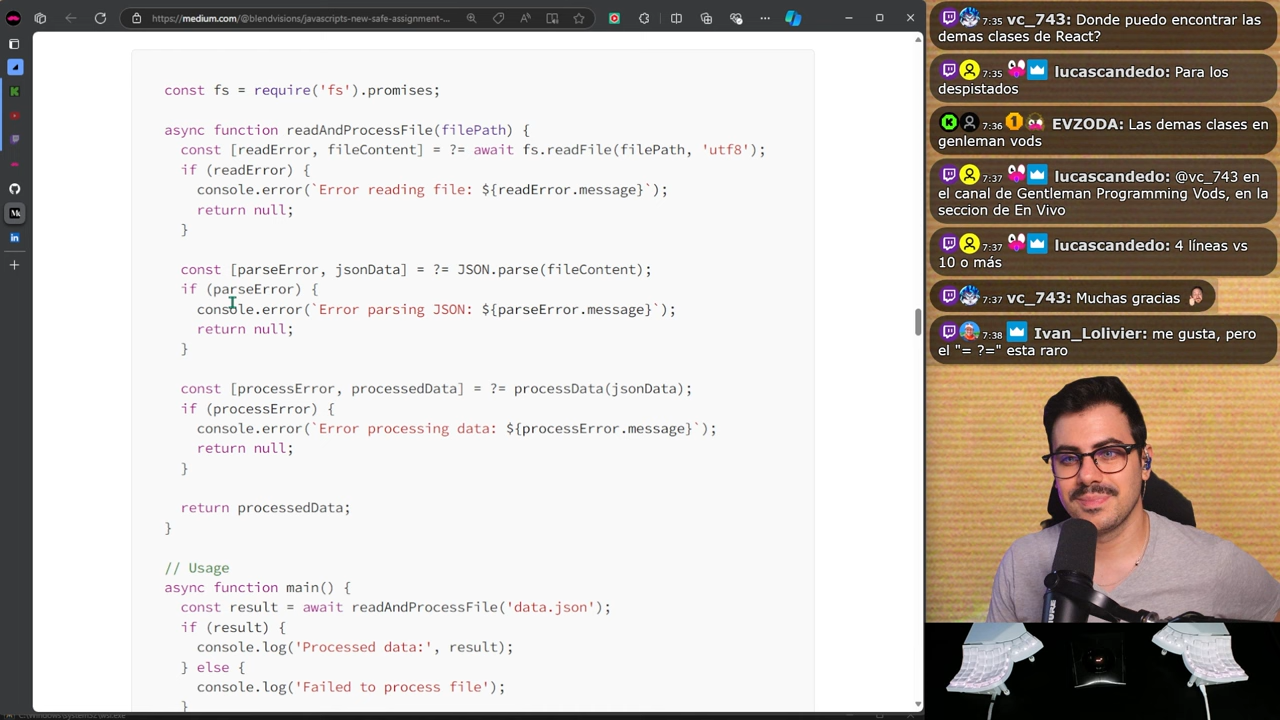 https://medium.com/@blendvisions/javascripts-new-safe-assignment-...
const fs = require('fs').promises;
async function readAndProcessFile(filePath) {
const [readError, fileContent] = ?= await fs.readFile(filePath, 'utf8');
if (readError) {
console.error(`Error reading file: ${readError.message}`);
return null;
}
const [parseError, jsonData] = ?= JSON.parse(fileContent);
if (parseError) {
console.error(`Error parsing JSON: ${parseError.message}`);
return null;
}
const [processError, processedData] = ?= processData(jsonData);
if (processError) {
console.error(`Error processing data: ${processError.message}`);
return null;
}
return processedData;
}
// Usage
async function main() {
const result = await readAndProcessFile('data.json');
if (result) {
console.log('Processed data:', result);
} else {
console.log('Failed to process file');
}
7:35 vc_743: Donde puedo encontrar las
demas clases de React?
7:35 lucascandedo: Para los
despistados
7:36 EVZODA: Las demas clases en
genleman vods
7:37 lucascandedo: @vc_743 en
el canal de Gentleman Programming Vods, en la
seccion de En Vivo
7:37 lucascandedo: 4 líneas vs
10 o más
7:37 vc_743: Muchas gracias
7:38 Ivan_Lolivier: me gusta, pero
el "= ?=" esta raro